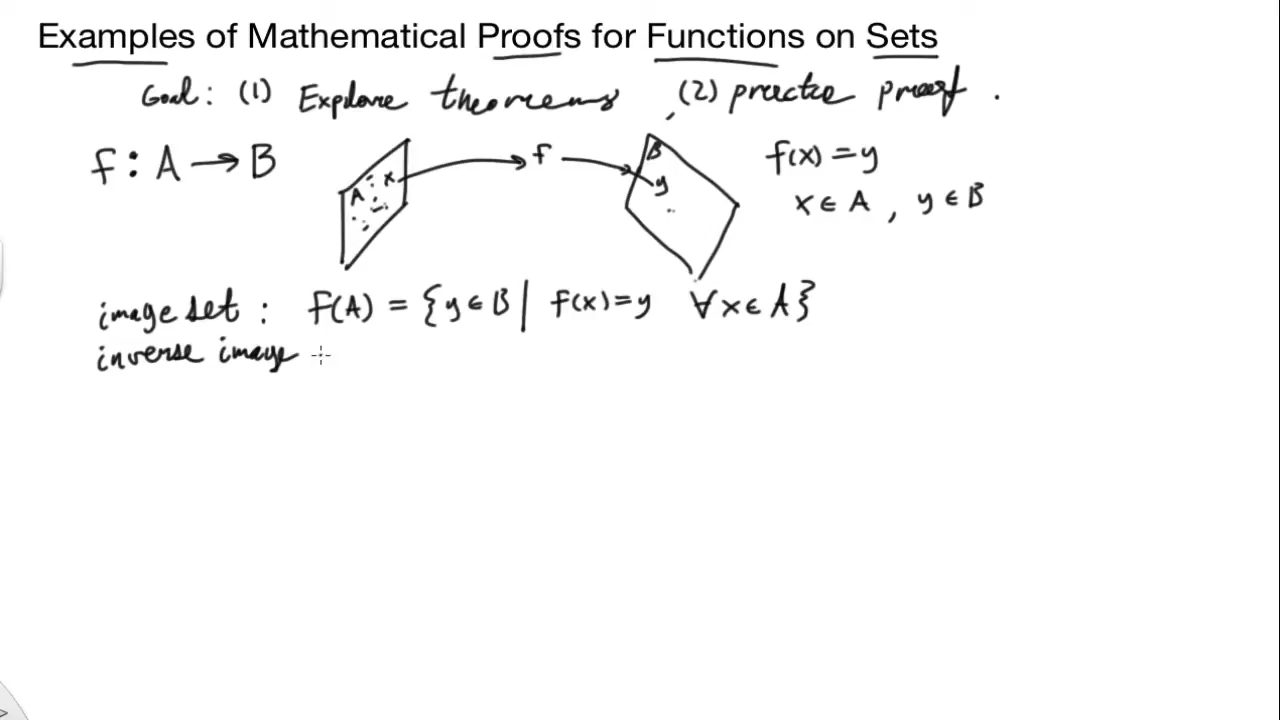 Examples of Mathematical Proofs for Functions on Sets
Goal: (1) Explore theorems (2) practice proof.
f: A → B
A x
f
B
y
f(x) = y
x ∈ A, y ∈ B
image set: f(A) = {y ∈ B | f(x) = y ∀x ∈ A}
inverse image